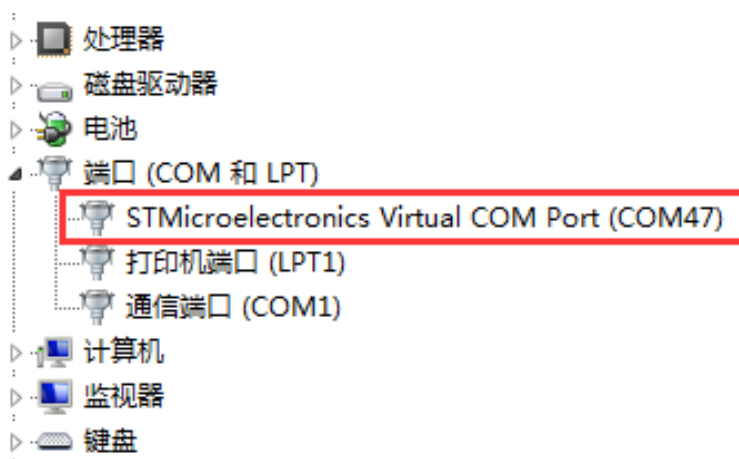 处理器
磁盘驱动器
电池
端口 (COM 和 LPT)
STMicroelectronics Virtual COM Port (COM47)
打印机端口 (LPT1)
通信端口 (COM1)
计算机
监视器
键盘